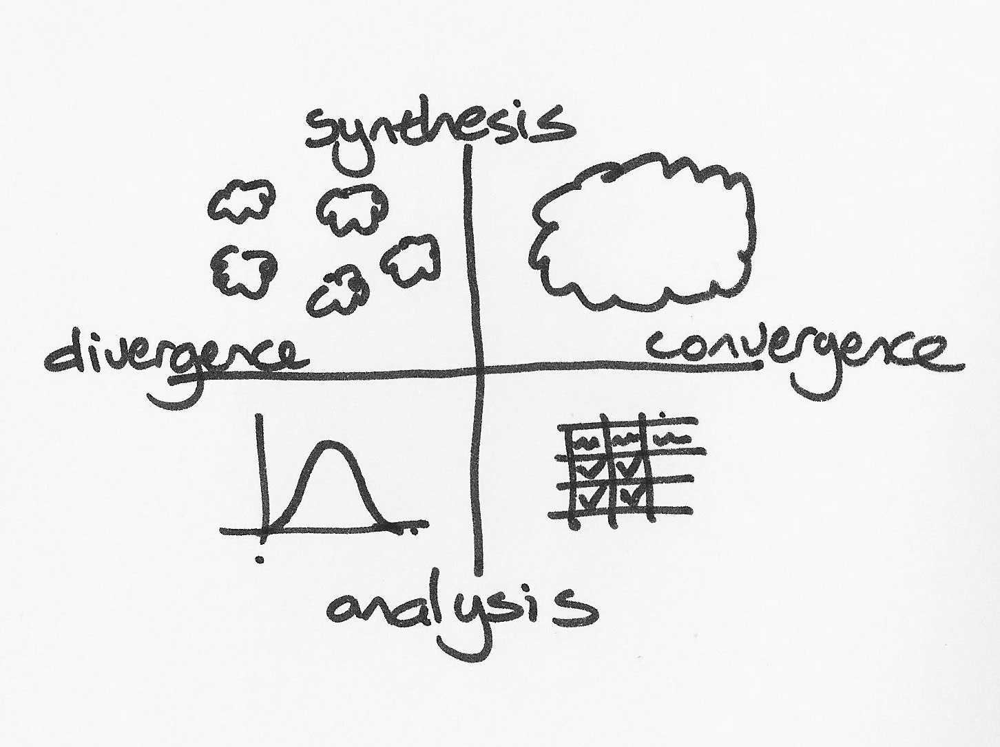 synthesis
divergence
convergence
analysis